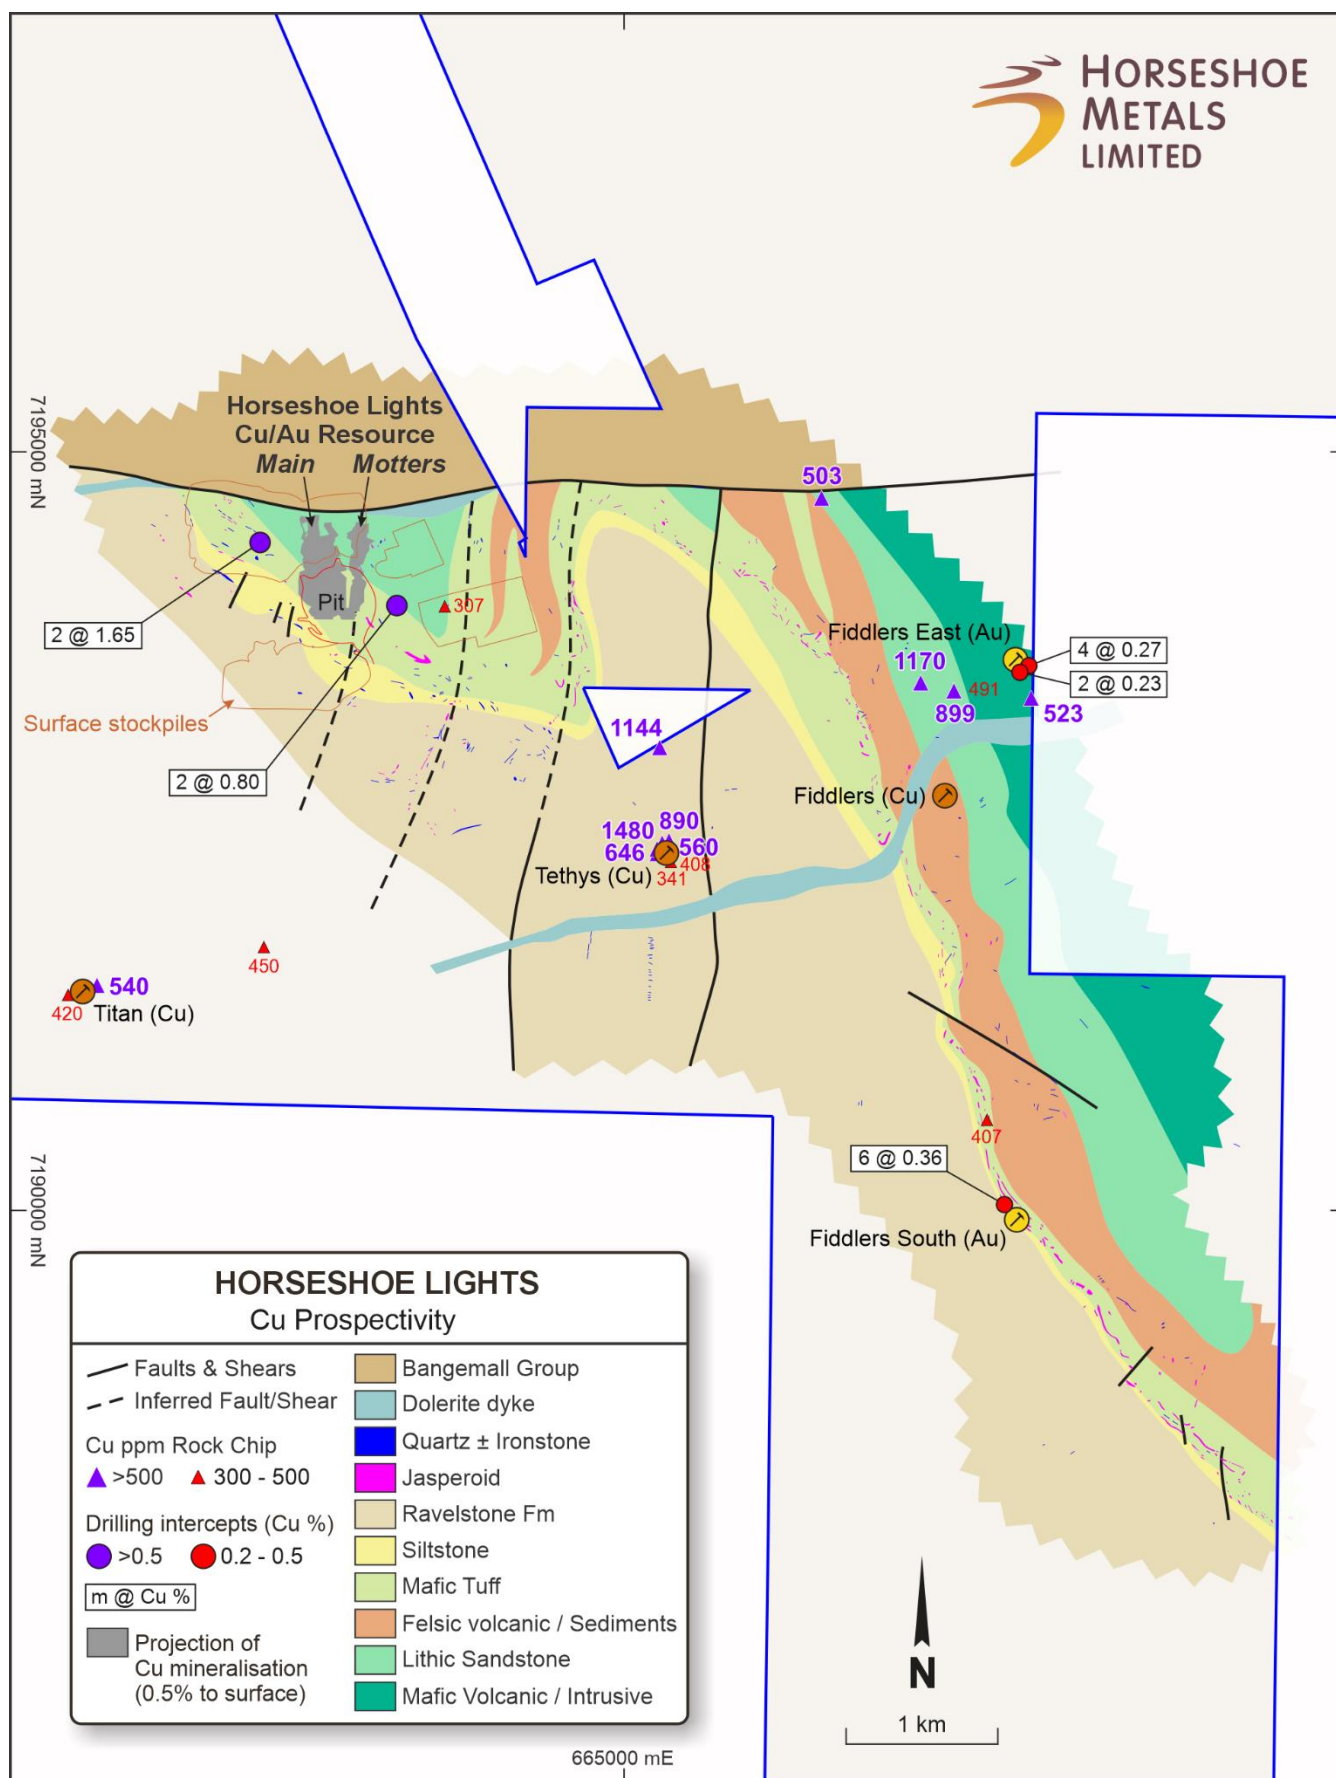 HORSESHOE
METALS
LIMITED
7195000 mN
Horseshoe Lights
Cu/Au Resource
Main Motters
503
Pit
307
2 @ 1.65
Fiddlers East (Au)
4 @ 0.27
1170
491
2 @ 0.23
899
523
Surface stockpiles
1144
2 @ 0.80
Fiddlers (Cu)
1480
890
646
560
408
Tethys (Cu)
341
450
540
420
Titan (Cu)
407
6 @ 0.36
7190000 mN
Fiddlers South (Au)
HORSESHOE LIGHTS
Cu Prospectivity
Faults & Shears
Inferred Fault/Shear
Cu ppm Rock Chip
>500
300 - 500
Drilling intercepts (Cu %)
>0.5
0.2 - 0.5
m @ Cu %
Projection of
Cu mineralisation
(0.5% to surface)
Bangemall Group
Dolerite dyke
Quartz ± Ironstone
Jasperoid
Ravelstone Fm
Siltstone
Mafic Tuff
Felsic volcanic / Sediments
Lithic Sandstone
Mafic Volcanic / Intrusive
N
1 km
665000 mE